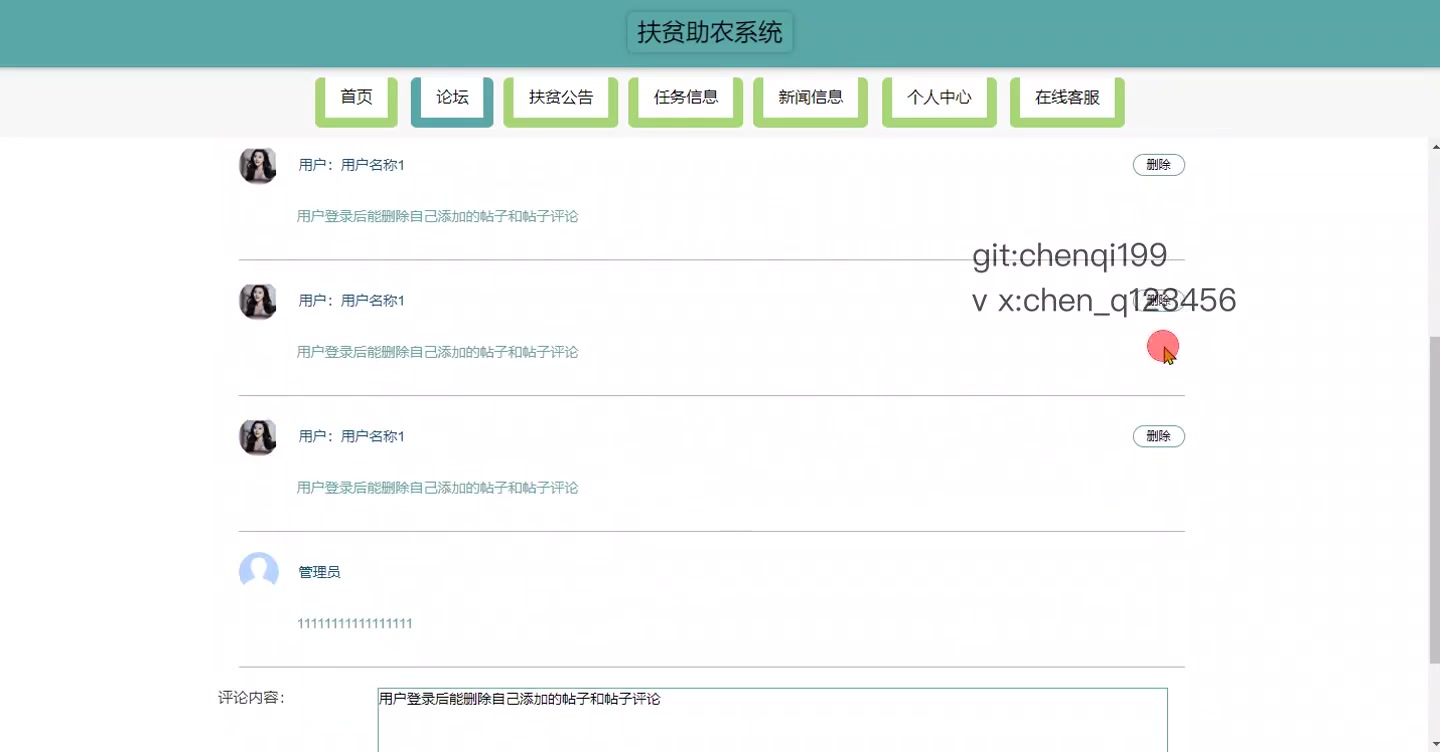 扶贫助农系统
首页 论坛 扶贫公告 任务信息 新闻信息 个人中心 在线客服
用户：用户名称1 删除
用户登录后能删除自己添加的帖子和帖子评论
git:chenqi199
用户：用户名称1 删除
v x:chen_q123456
用户登录后能删除自己添加的帖子和帖子评论
用户：用户名称1 删除
用户登录后能删除自己添加的帖子和帖子评论
管理员
11111111111111111
评论内容：
用户登录后能删除自己添加的帖子和帖子评论